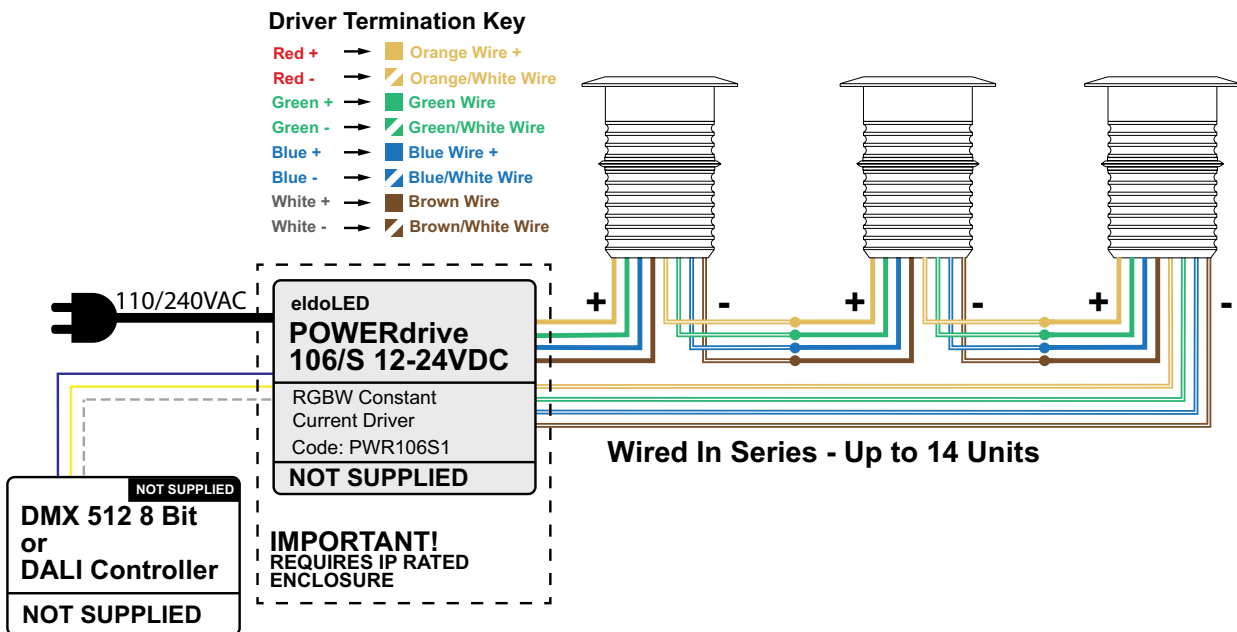 Driver Termination Key
Red + Orange Wire +
Red - Orange/White Wire
Green + Green Wire
Green - Green/White Wire
Blue + Blue Wire +
Blue - Blue/White Wire
White + Brown Wire
White - Brown/White Wire
110/240VAC
eldoLED
POWERdrive
106/S 12-24VDC
RGBW Constant
Current Driver
Code: PWR106S1
NOT SUPPLIED
+ - + - + -
Wired In Series - Up to 14 Units
NOT SUPPLIED
DMX 512 8 Bit
or
DALI Controller
NOT SUPPLIED
IMPORTANT!
REQUIRES IP RATED
ENCLOSURE